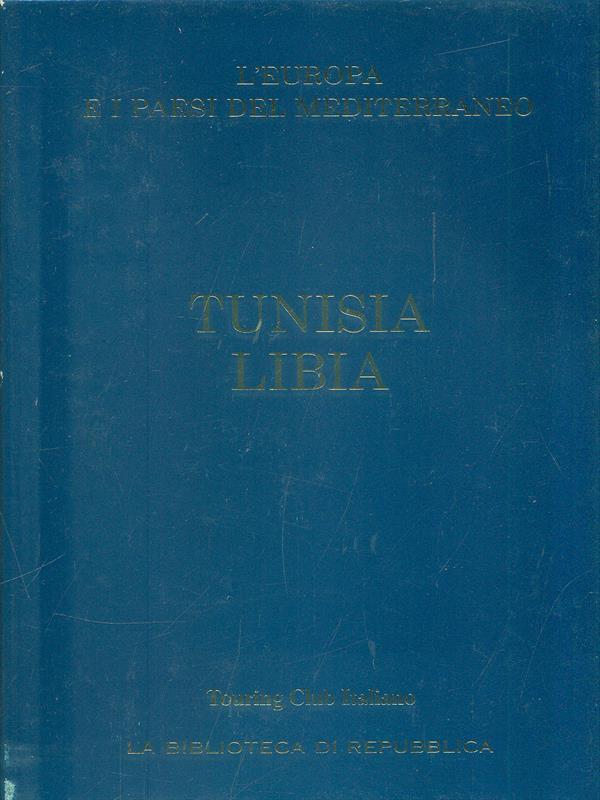 L'EUROPA
E I PAESI DEL MEDITERRANEO
TUNISIA
LIBIA
Touring Club Italiano
LA BIBLIOTECA DI REPUBBLICA